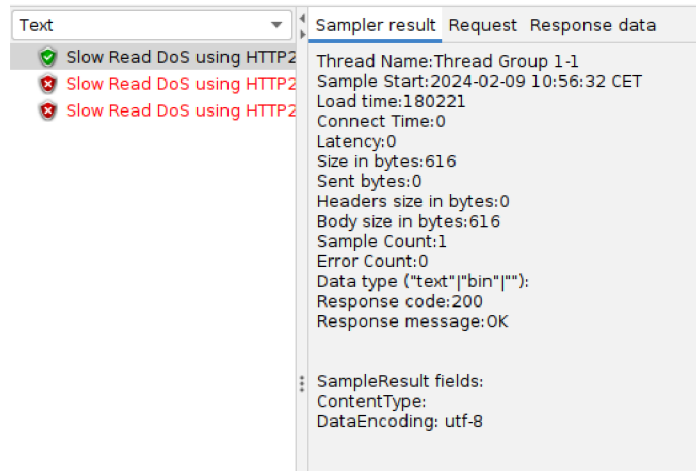 Text
Slow Read DoS using HTTP2
Slow Read DoS using HTTP2
Slow Read DoS using HTTP2
Sampler result Request Response data
Thread Name:Thread Group 1-1
Sample Start:2024-02-09 10:56:32 CET
Load time:180221
Connect Time:0
Latency:0
Size in bytes:616
Sent bytes:0
Headers size in bytes:0
Body size in bytes:616
Sample Count:1
Error Count:0
Data type ("text"|"bin"|""):
Response code:200
Response message:OK
SampleResult fields:
ContentType:
DataEncoding: utf-8